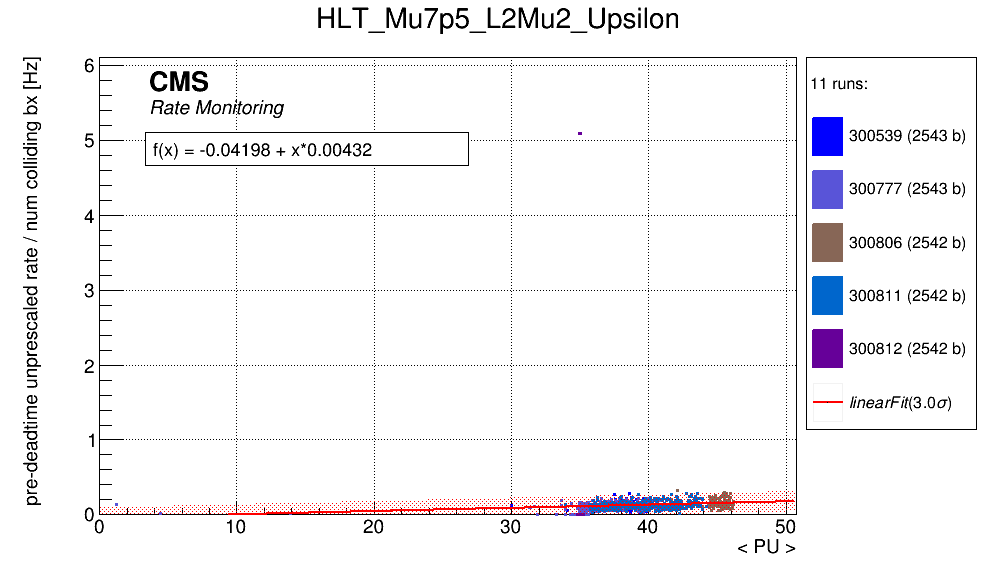 HLT_Mu7p5_L2Mu2_Upsilon
pre-deadtime unprescaled rate / num colliding bx [Hz]
CMS
Rate Monitoring
f(x) = -0.04198 + x*0.00432
6
5
4
3
2
1
0
0 10 20 30 40 50
< PU >
11 runs:
300539 (2543 b)
300777 (2543 b)
300806 (2542 b)
300811 (2542 b)
300812 (2542 b)
linearFit(3.0σ)